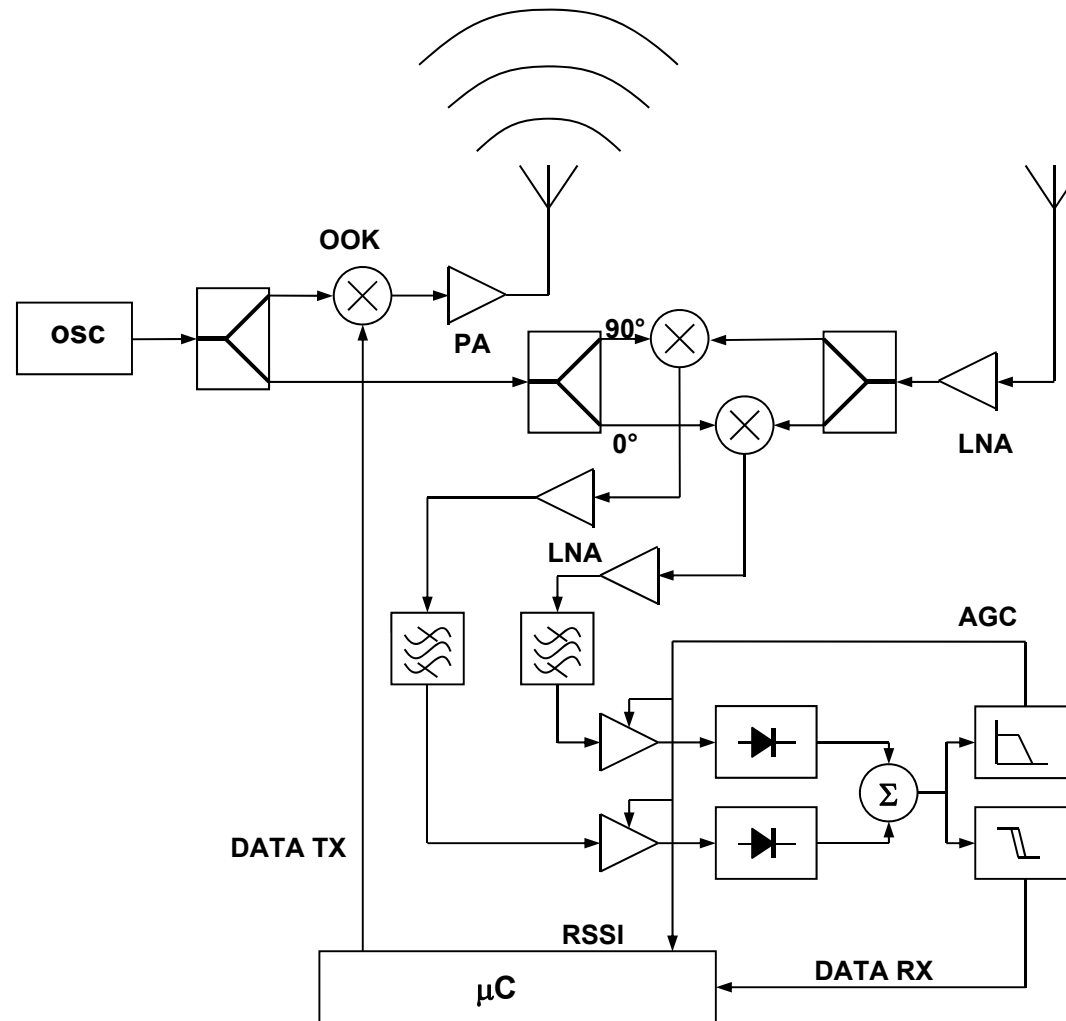 OOK
OSC
PA
90°
0°
LNA
LNA
AGC
Σ
DATA TX
RSSI
DATA RX
μC